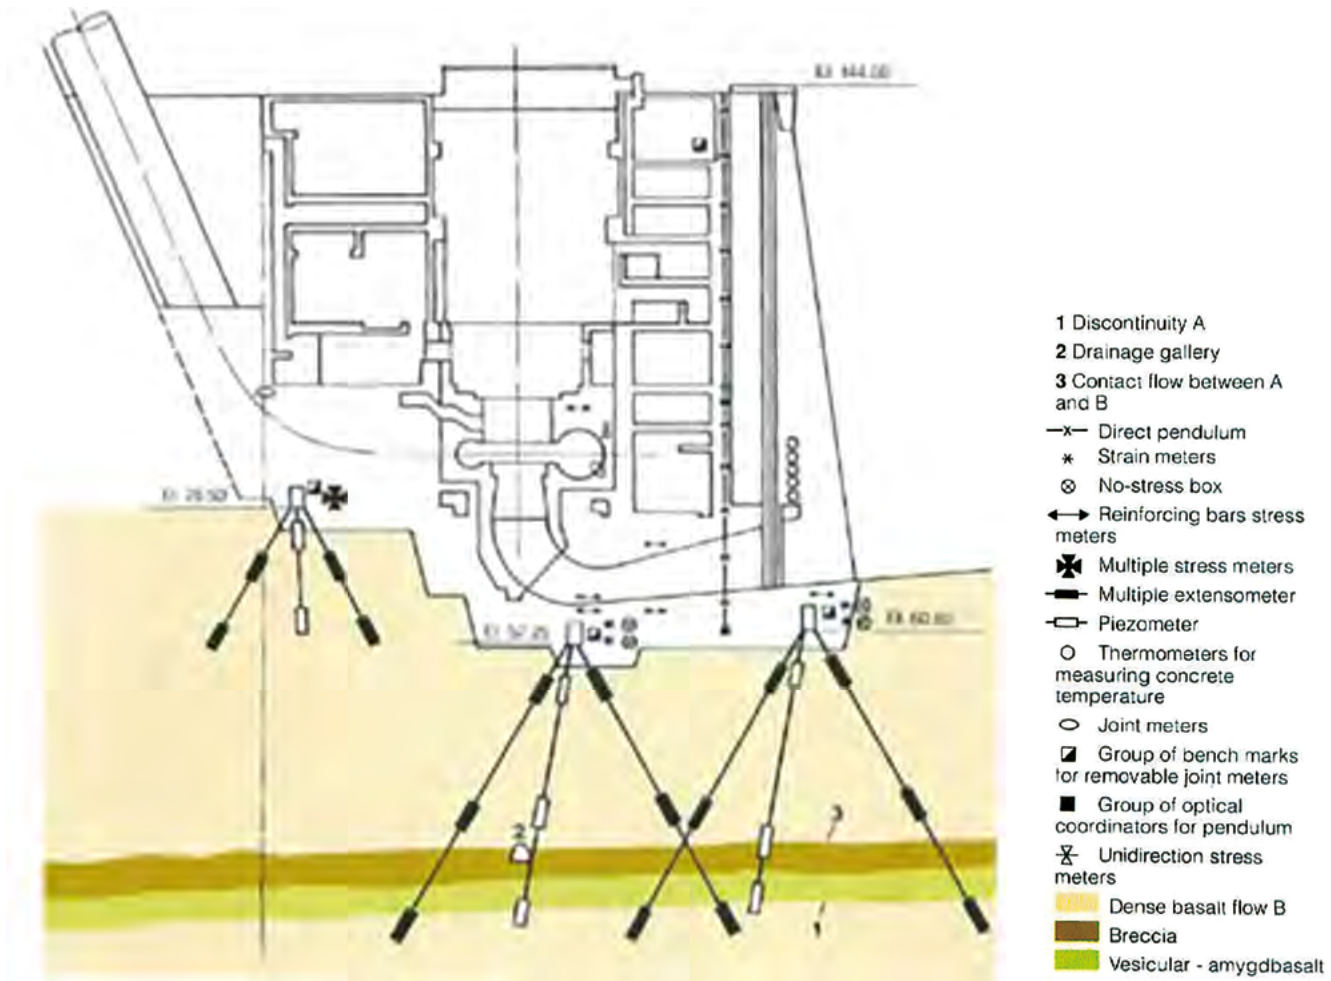 El. 144.00
El. 57.25
El. 60.80
2
3
1
1 Discontinuity A
2 Drainage gallery
3 Contact flow between A
and B
Direct pendulum
Strain meters
No-stress box
Reinforcing bars stress
meters
Multiple stress meters
Multiple extensometer
Piezometer
Thermometers for
measuring concrete
temperature
Joint meters
Group of bench marks
for removable joint meters
Group of optical
coordinators for pendulum
Unidirection stress
meters
Dense basalt flow B
Breccia
Vesicular - amygdbasalt